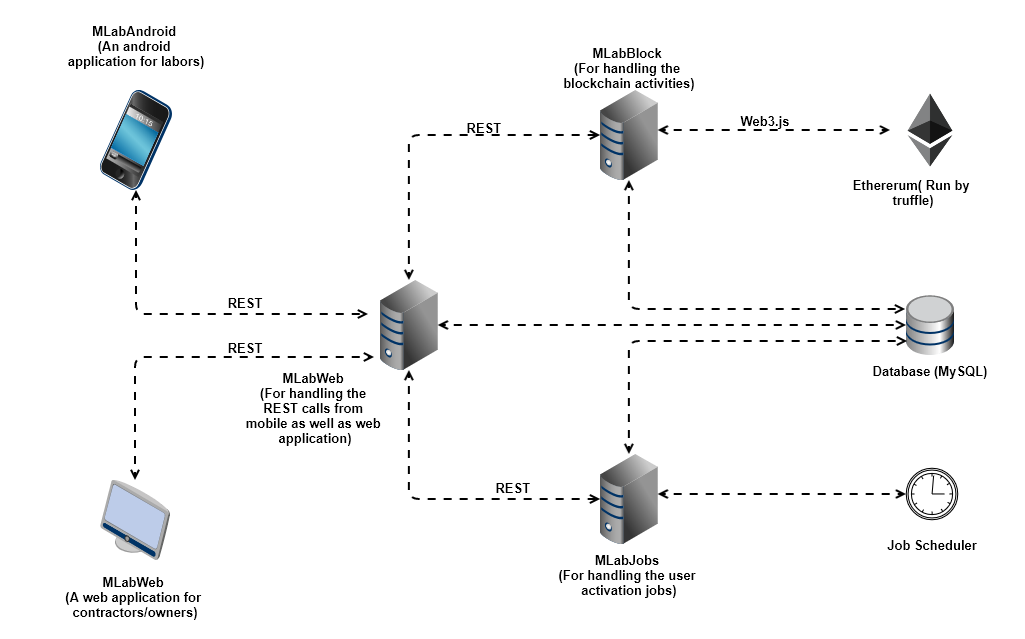 MLabAndroid
(An android
application for labors)
10:15
MLabBlock
(For handling the
blockchain activities)
REST
Web3.js
Ethererum( Run by
truffle)
REST
REST
MLabWeb
(For handling the
REST calls from
mobile as well as web
application)
Database (MySQL)
REST
MLabWeb
(A web application for
contractors/owners)
MLabJobs
(For handling the user
activation jobs)
Job Scheduler